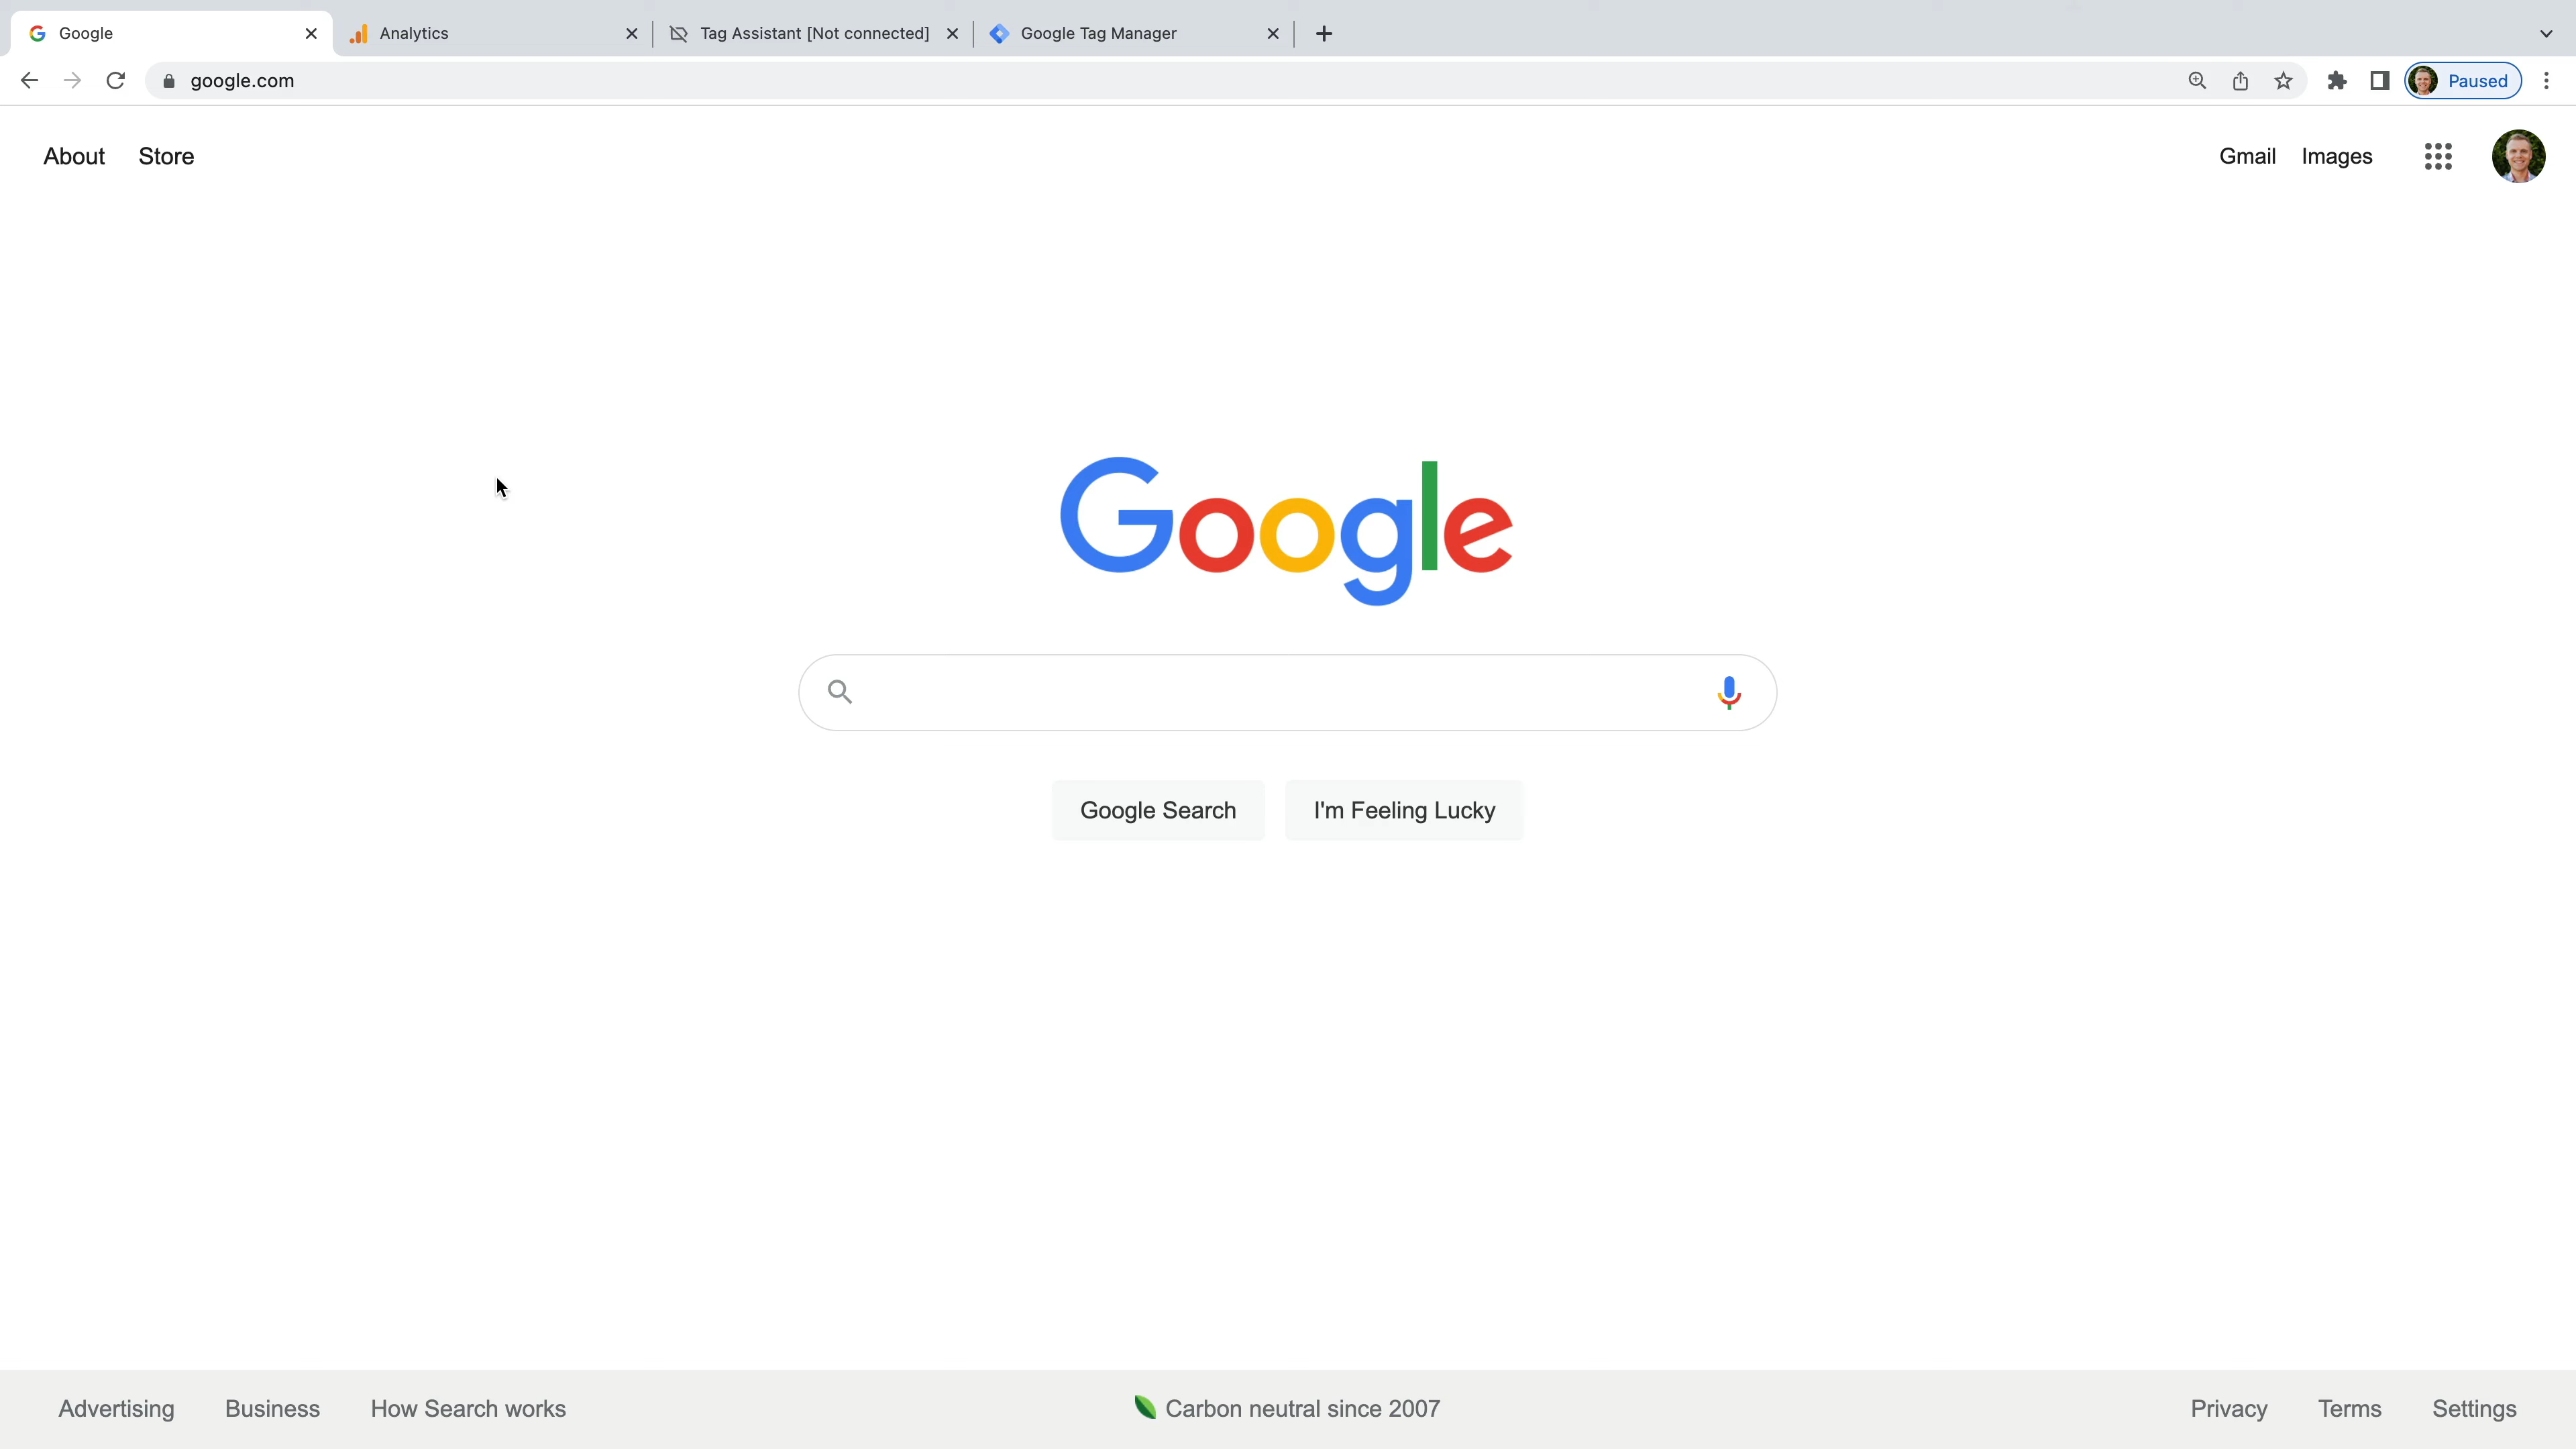 Google
Analytics
Tag Assistant [Not connected]
Google Tag Manager
google.com
Paused
About
Store
Gmail
Images
Google
Google Search
I'm Feeling Lucky
Advertising
Business
How Search works
Carbon neutral since 2007
Privacy
Terms
Settings